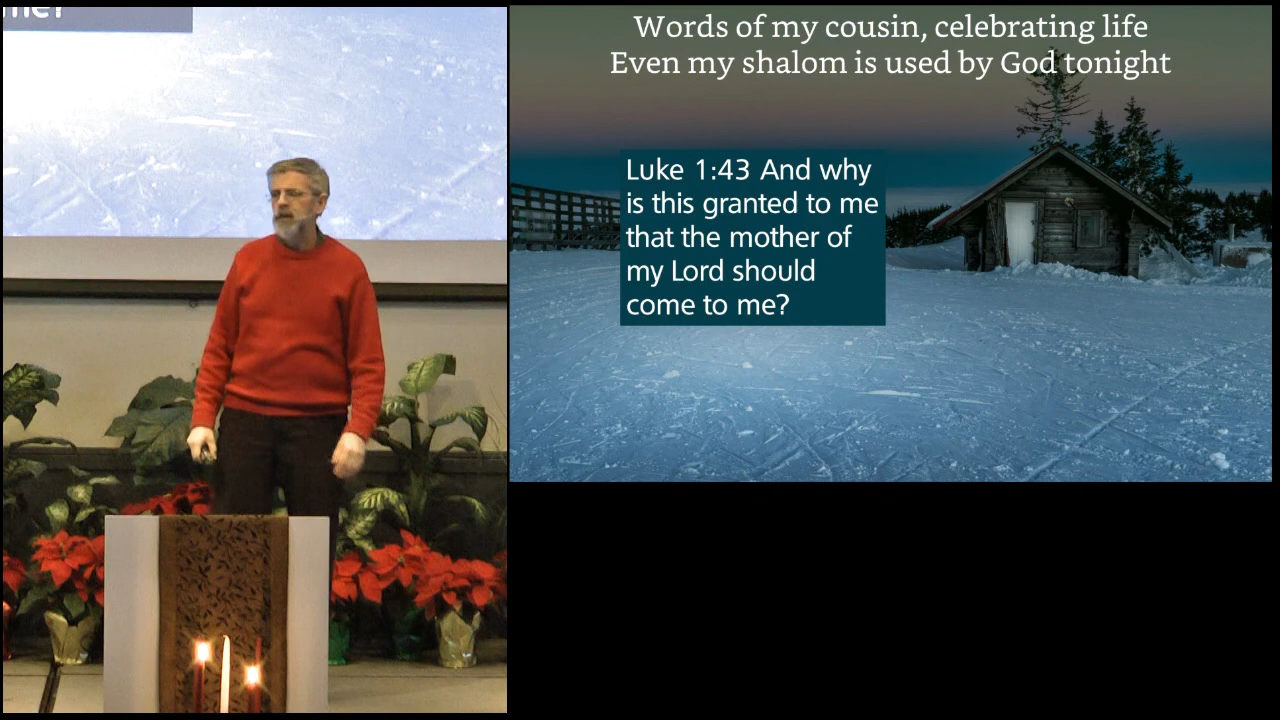 me?
Words of my cousin, celebrating life
Even my shalom is used by God tonight
Luke 1:43 And why
is this granted to me
that the mother of
my Lord should
come to me?